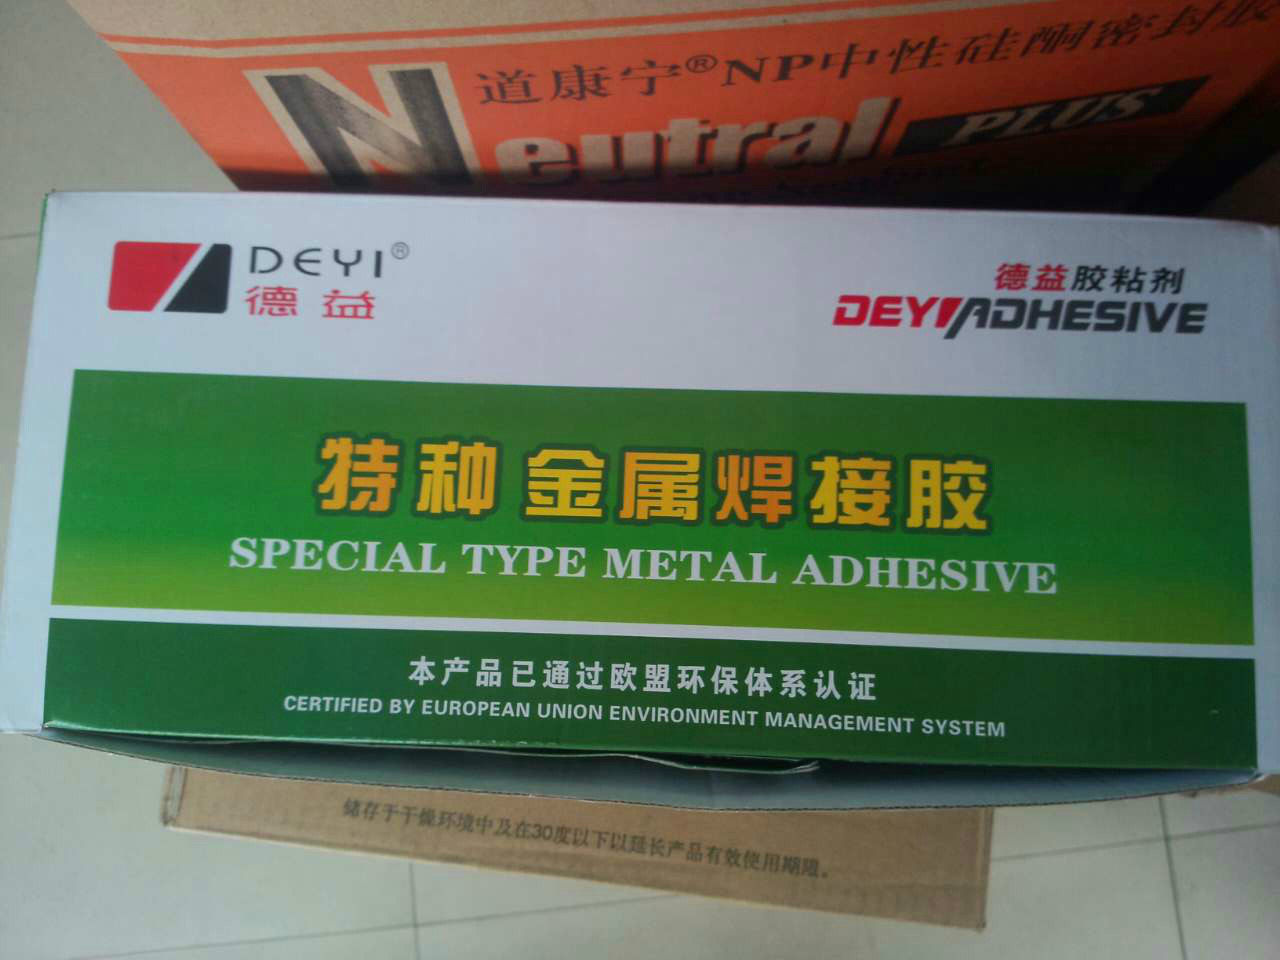 道康宁®NP中性硅酮密封胶
Neutral PLUS
DEYI®
德益
德益胶粘剂
DEYI ADHESIVE
特种 金属焊接胶
SPECIAL TYPE METAL ADHESIVE
本产品已通过欧盟环保体系认证
CERTIFIED BY EUROPEAN UNION ENVIRONMENT MANAGEMENT SYSTEM
储存于干燥环境中及在30度以下以延长产品有效使用期限。